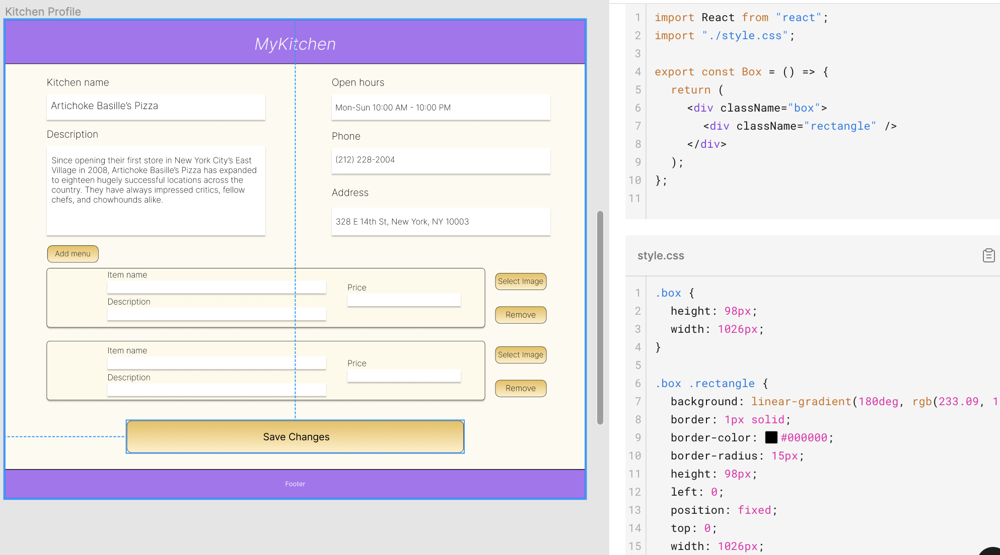 Kitchen Profile
MyKitchen
Kitchen name
Artichoke Basille’s Pizza
Description
Since opening their first store in New York City’s East
Village in 2008, Artichoke Basille’s Pizza has expanded
to eighteen hugely successful locations across the
country. They have always impressed critics, fellow
chefs, and chowhounds alike.
Open hours
Mon-Sun 10:00 AM - 10:00 PM
Phone
(212) 228-2004
Address
328 E 14th St, New York, NY 10003
Add menu
Item name
Description
Price
Select Image
Remove
Item name
Description
Price
Select Image
Remove
Save Changes
Footer
1 import React from "react";
2 import "./style.css";
3
4 export const Box = () => {
5 return (
6 <div className="box">
7 <div className="rectangle" />
8 </div>
9 );
10 };
11
style.css
1 .box {
2 height: 98px;
3 width: 1026px;
4 }
5
6 .box .rectangle {
7 background: linear-gradient(180deg, rgb(233.09, 1
8 border: 1px solid;
9 border-color: #000000;
10 border-radius: 15px;
11 height: 98px;
12 left: 0;
13 position: fixed;
14 top: 0;
15 width: 1026px;